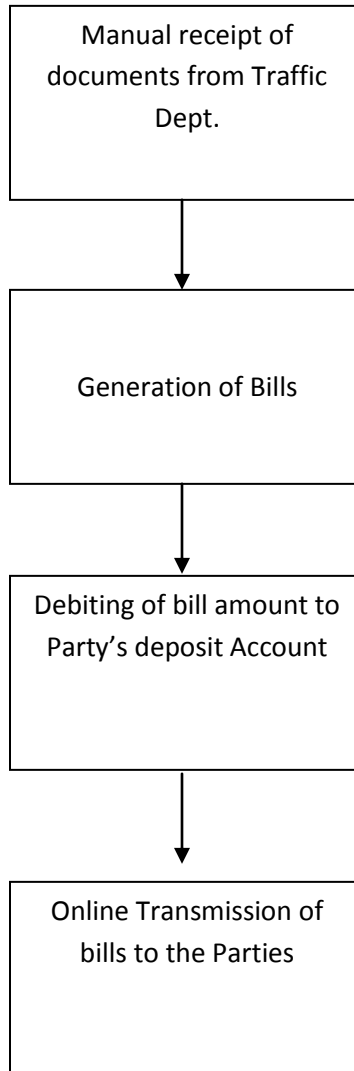 Manual receipt of
documents from Traffic
Dept.
Generation of Bills
Debiting of bill amount to
Party’s deposit Account
Online Transmission of
bills to the Parties